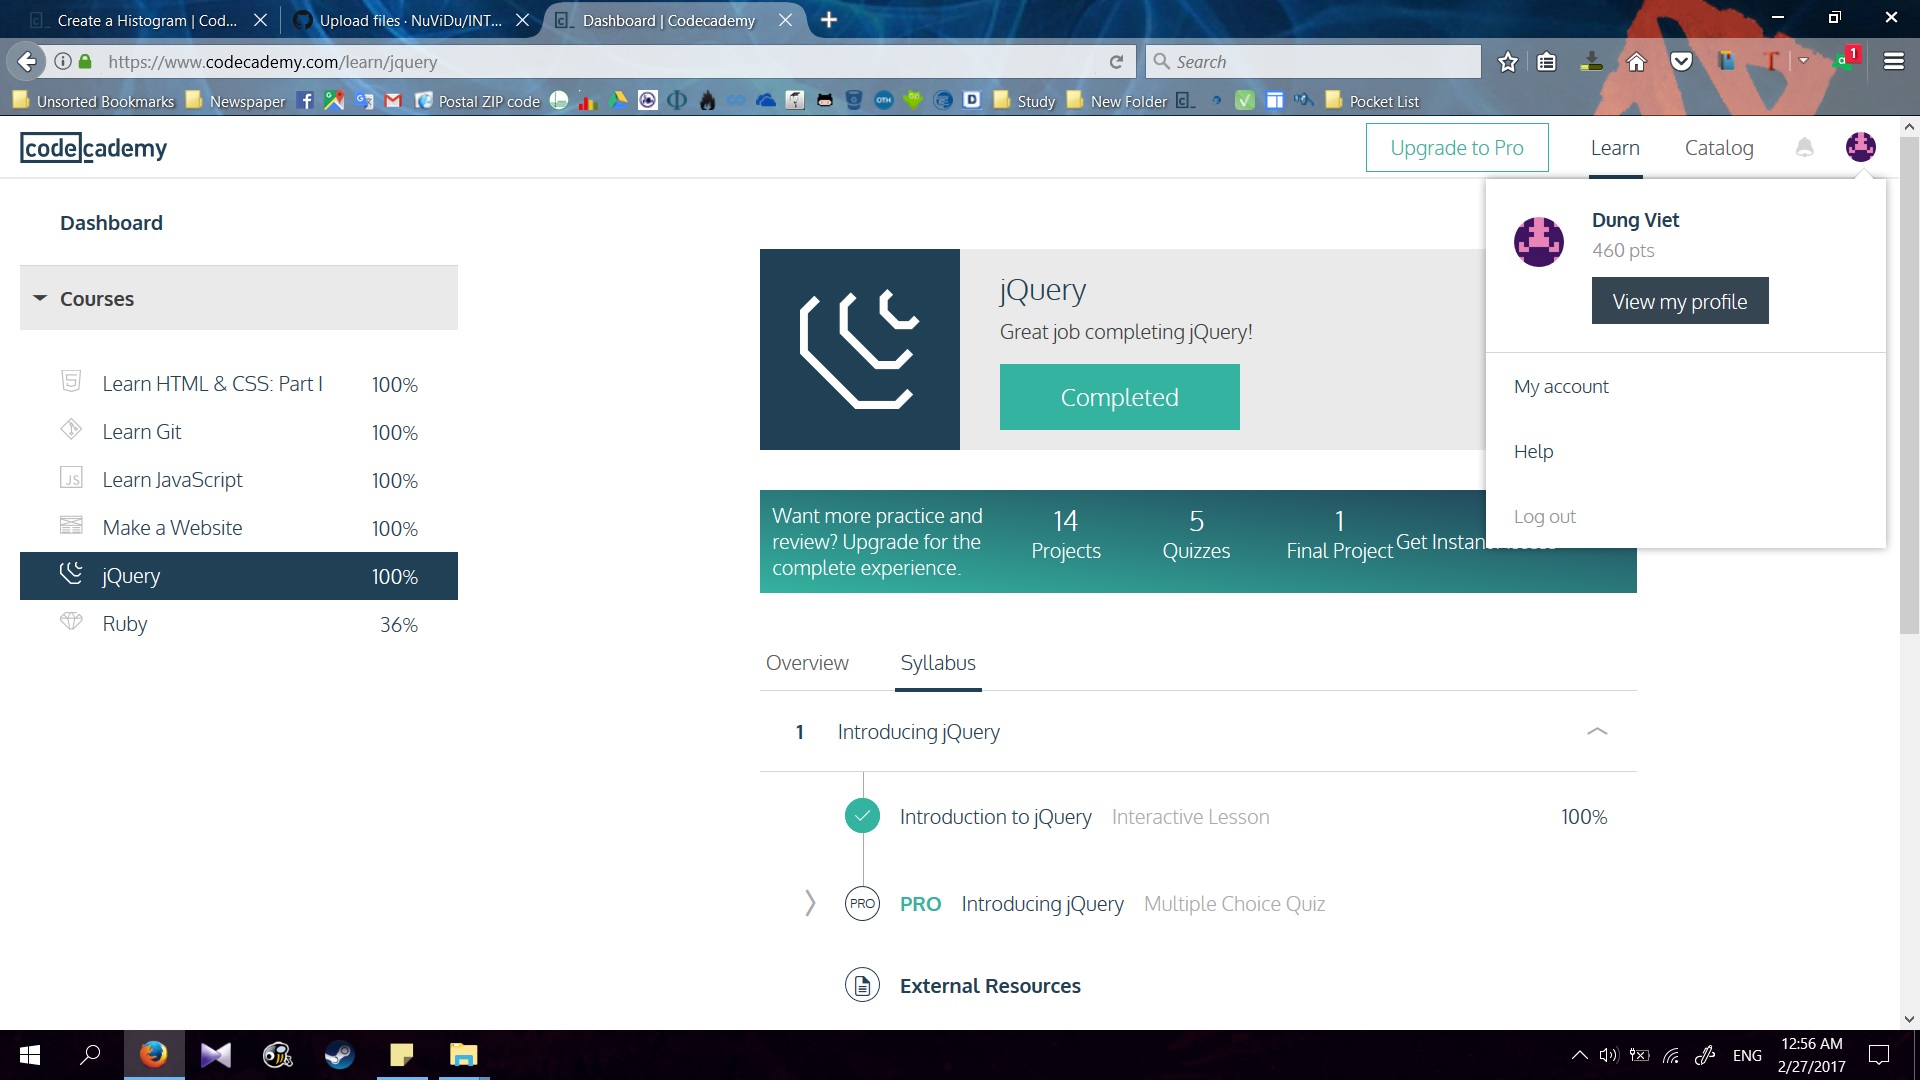 Create a Histogram | Cod...
Upload files · NuViDu/INT...
Dashboard | Codecademy
https://www.codecademy.com/learn/jquery
Search
1
Unsorted Bookmarks
Newspaper
Postal ZIP code
Study
New Folder
Pocket List
codecademy
Upgrade to Pro
Learn
Catalog
Dashboard
Courses
Learn HTML & CSS: Part I 100%
Learn Git 100%
Learn JavaScript 100%
Make a Website 100%
jQuery 100%
Ruby 36%
jQuery
Great job completing jQuery!
Completed
Dung Viet
460 pts
View my profile
My account
Help
Log out
Want more practice and
review? Upgrade for the
complete experience.
14
Projects
5
Quizzes
1
Final Project
Get Instant
Overview
Syllabus
1 Introducing jQuery
Introduction to jQuery Interactive Lesson 100%
PRO PRO Introducing jQuery Multiple Choice Quiz
External Resources
ENG
12:56 AM
2/27/2017